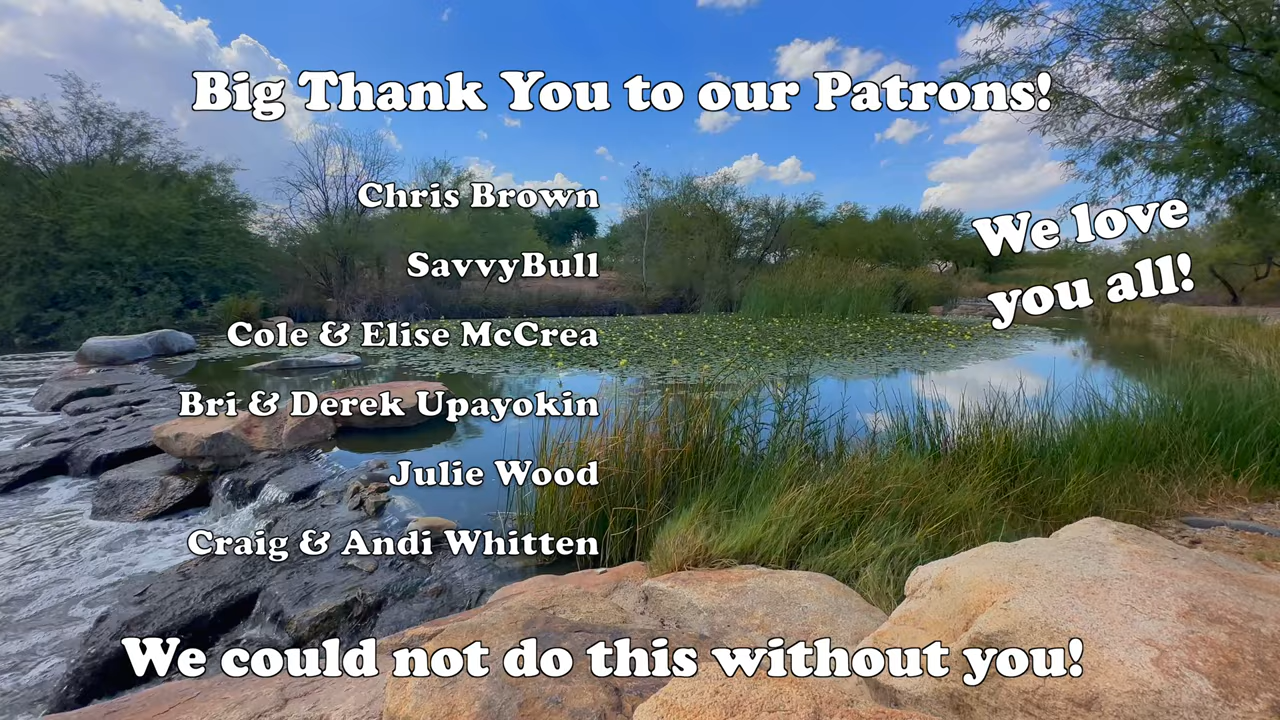 Big Thank You to our Patrons!
Chris Brown
SavvyBull
We love
you all!
Cole & Elise McCrea
Bri & Derek Upayokin
Julie Wood
Craig & Andi Whitten
We could not do this without you!